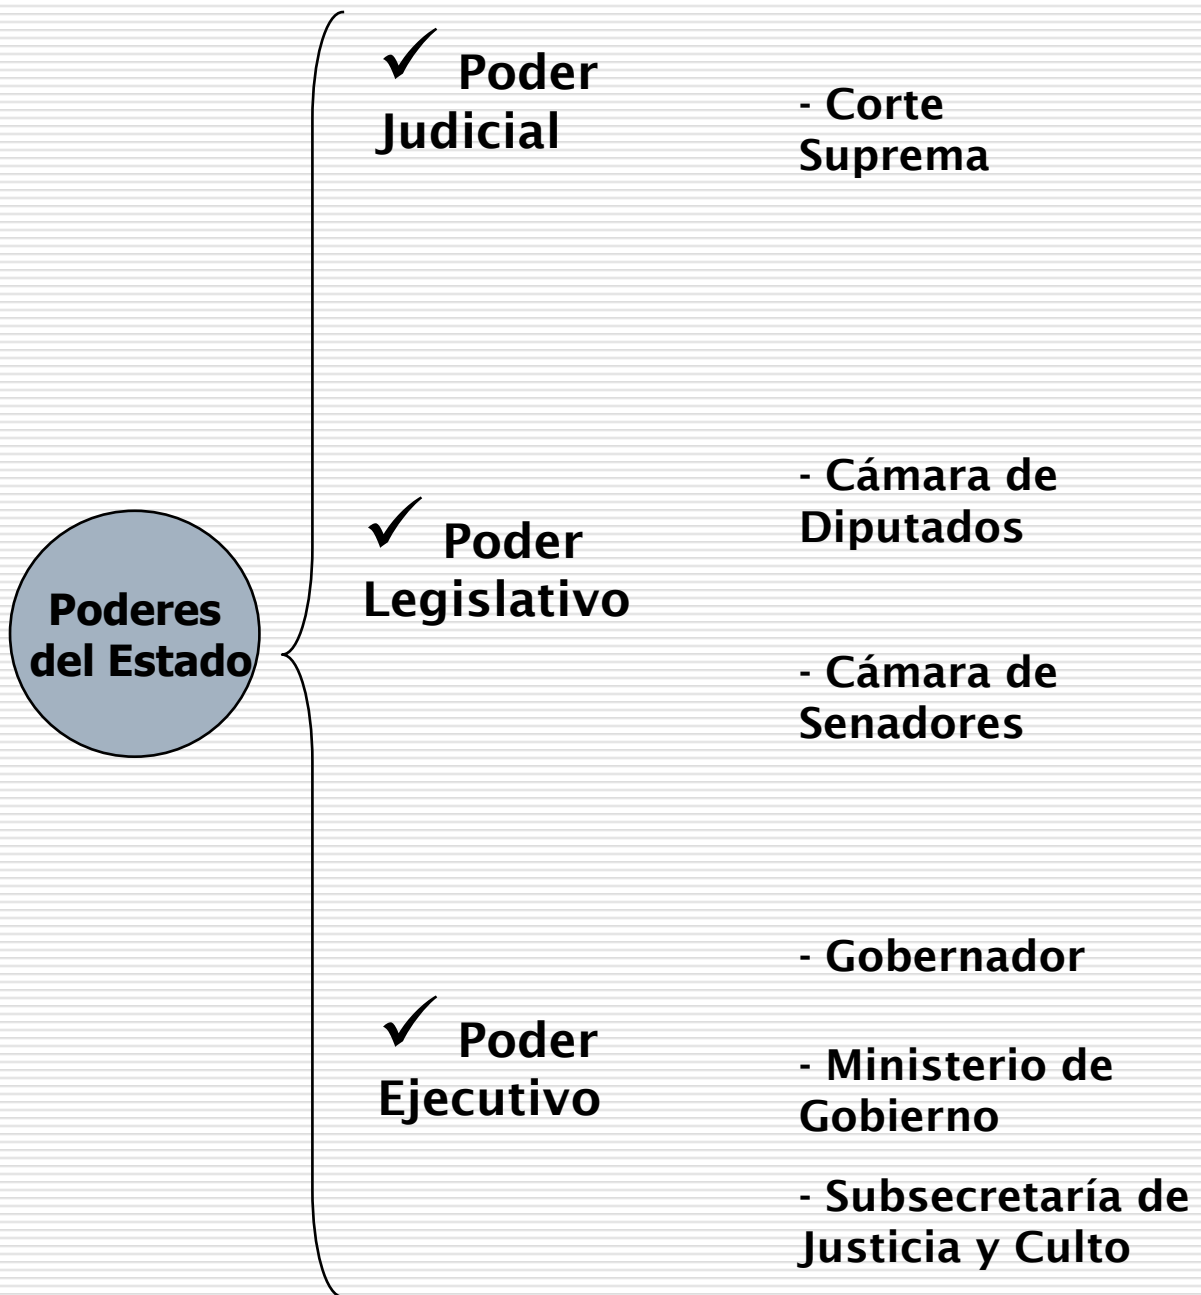 Poderes
del Estado
✓ Poder
Judicial
- Corte
Suprema
✓ Poder
Legislativo
- Cámara de
Diputados
- Cámara de
Senadores
✓ Poder
Ejecutivo
- Gobernador
- Ministerio de
Gobierno
- Subsecretaría de
Justicia y Culto